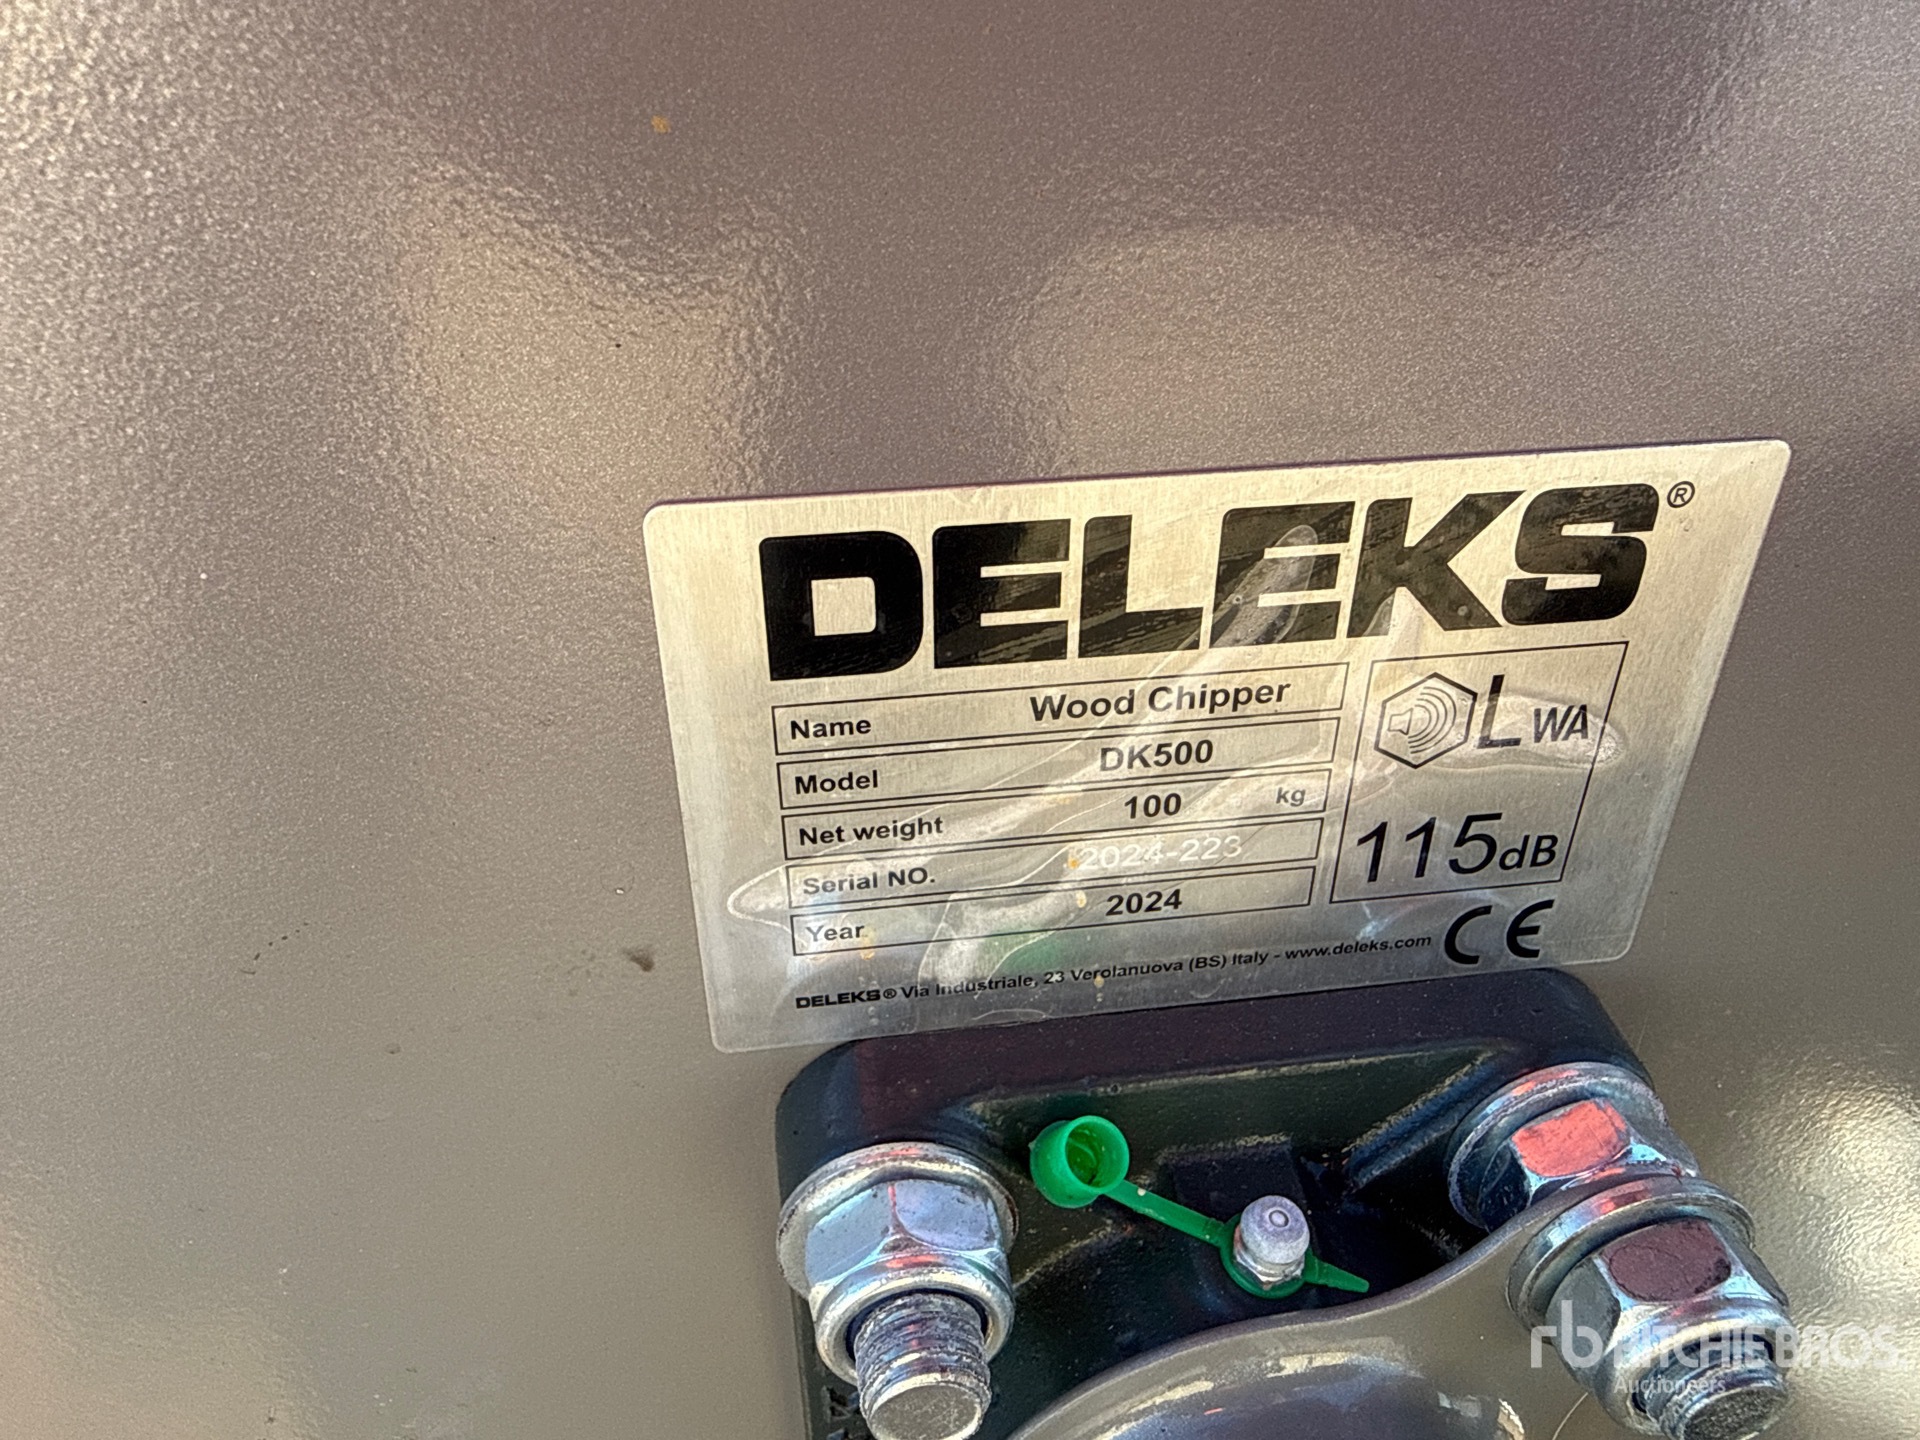 DELEKS®
Name Wood Chipper
Model DK500
Net weight 100 kg
Serial NO. 2024-223
Year 2024
LWA
115dB
CE
DELEKS® Via Industriale, 23 Verolanuova (BS) Italy - www.deleks.com
rb RITCHIE BROS.
Auctioneers